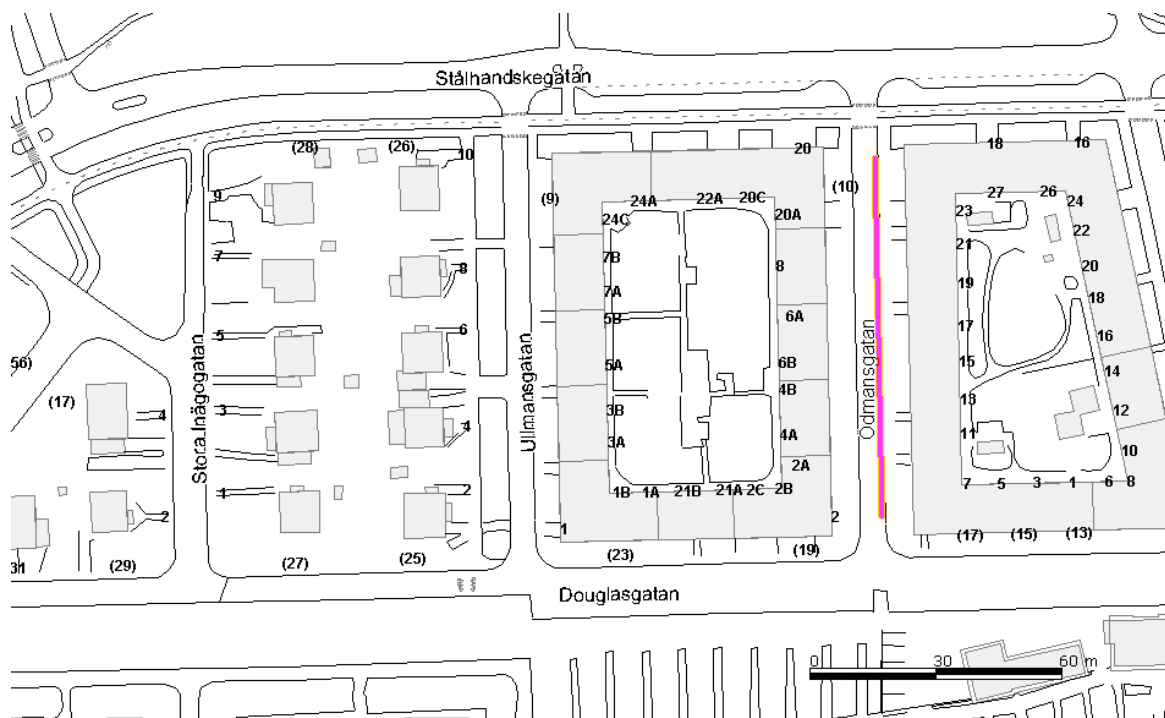 Stålhandskegatan
(28)
(26)
10
20
18
16
9
(9)
24A
22A
20C
(10)
27
26
24
23
24C
20A
22
7
7B
8
8
21
20
19
18
7A
5
5B
6
6A
17
16
56)
5A
6B
15
14
(17)
4
3
3B
4B
13
12
4
3A
4A
11
10
1
2
2A
2
1B
1A
21B
21A
2C
2B
7
5
3
1
6
8
31
(29)
(27)
(25)
1
(23)
(19)
2
(17)
(15)
(13)
Stora Inägogatan
Ullmansgatan
Ödmansgatan
Douglasgatan
0
30
60 m